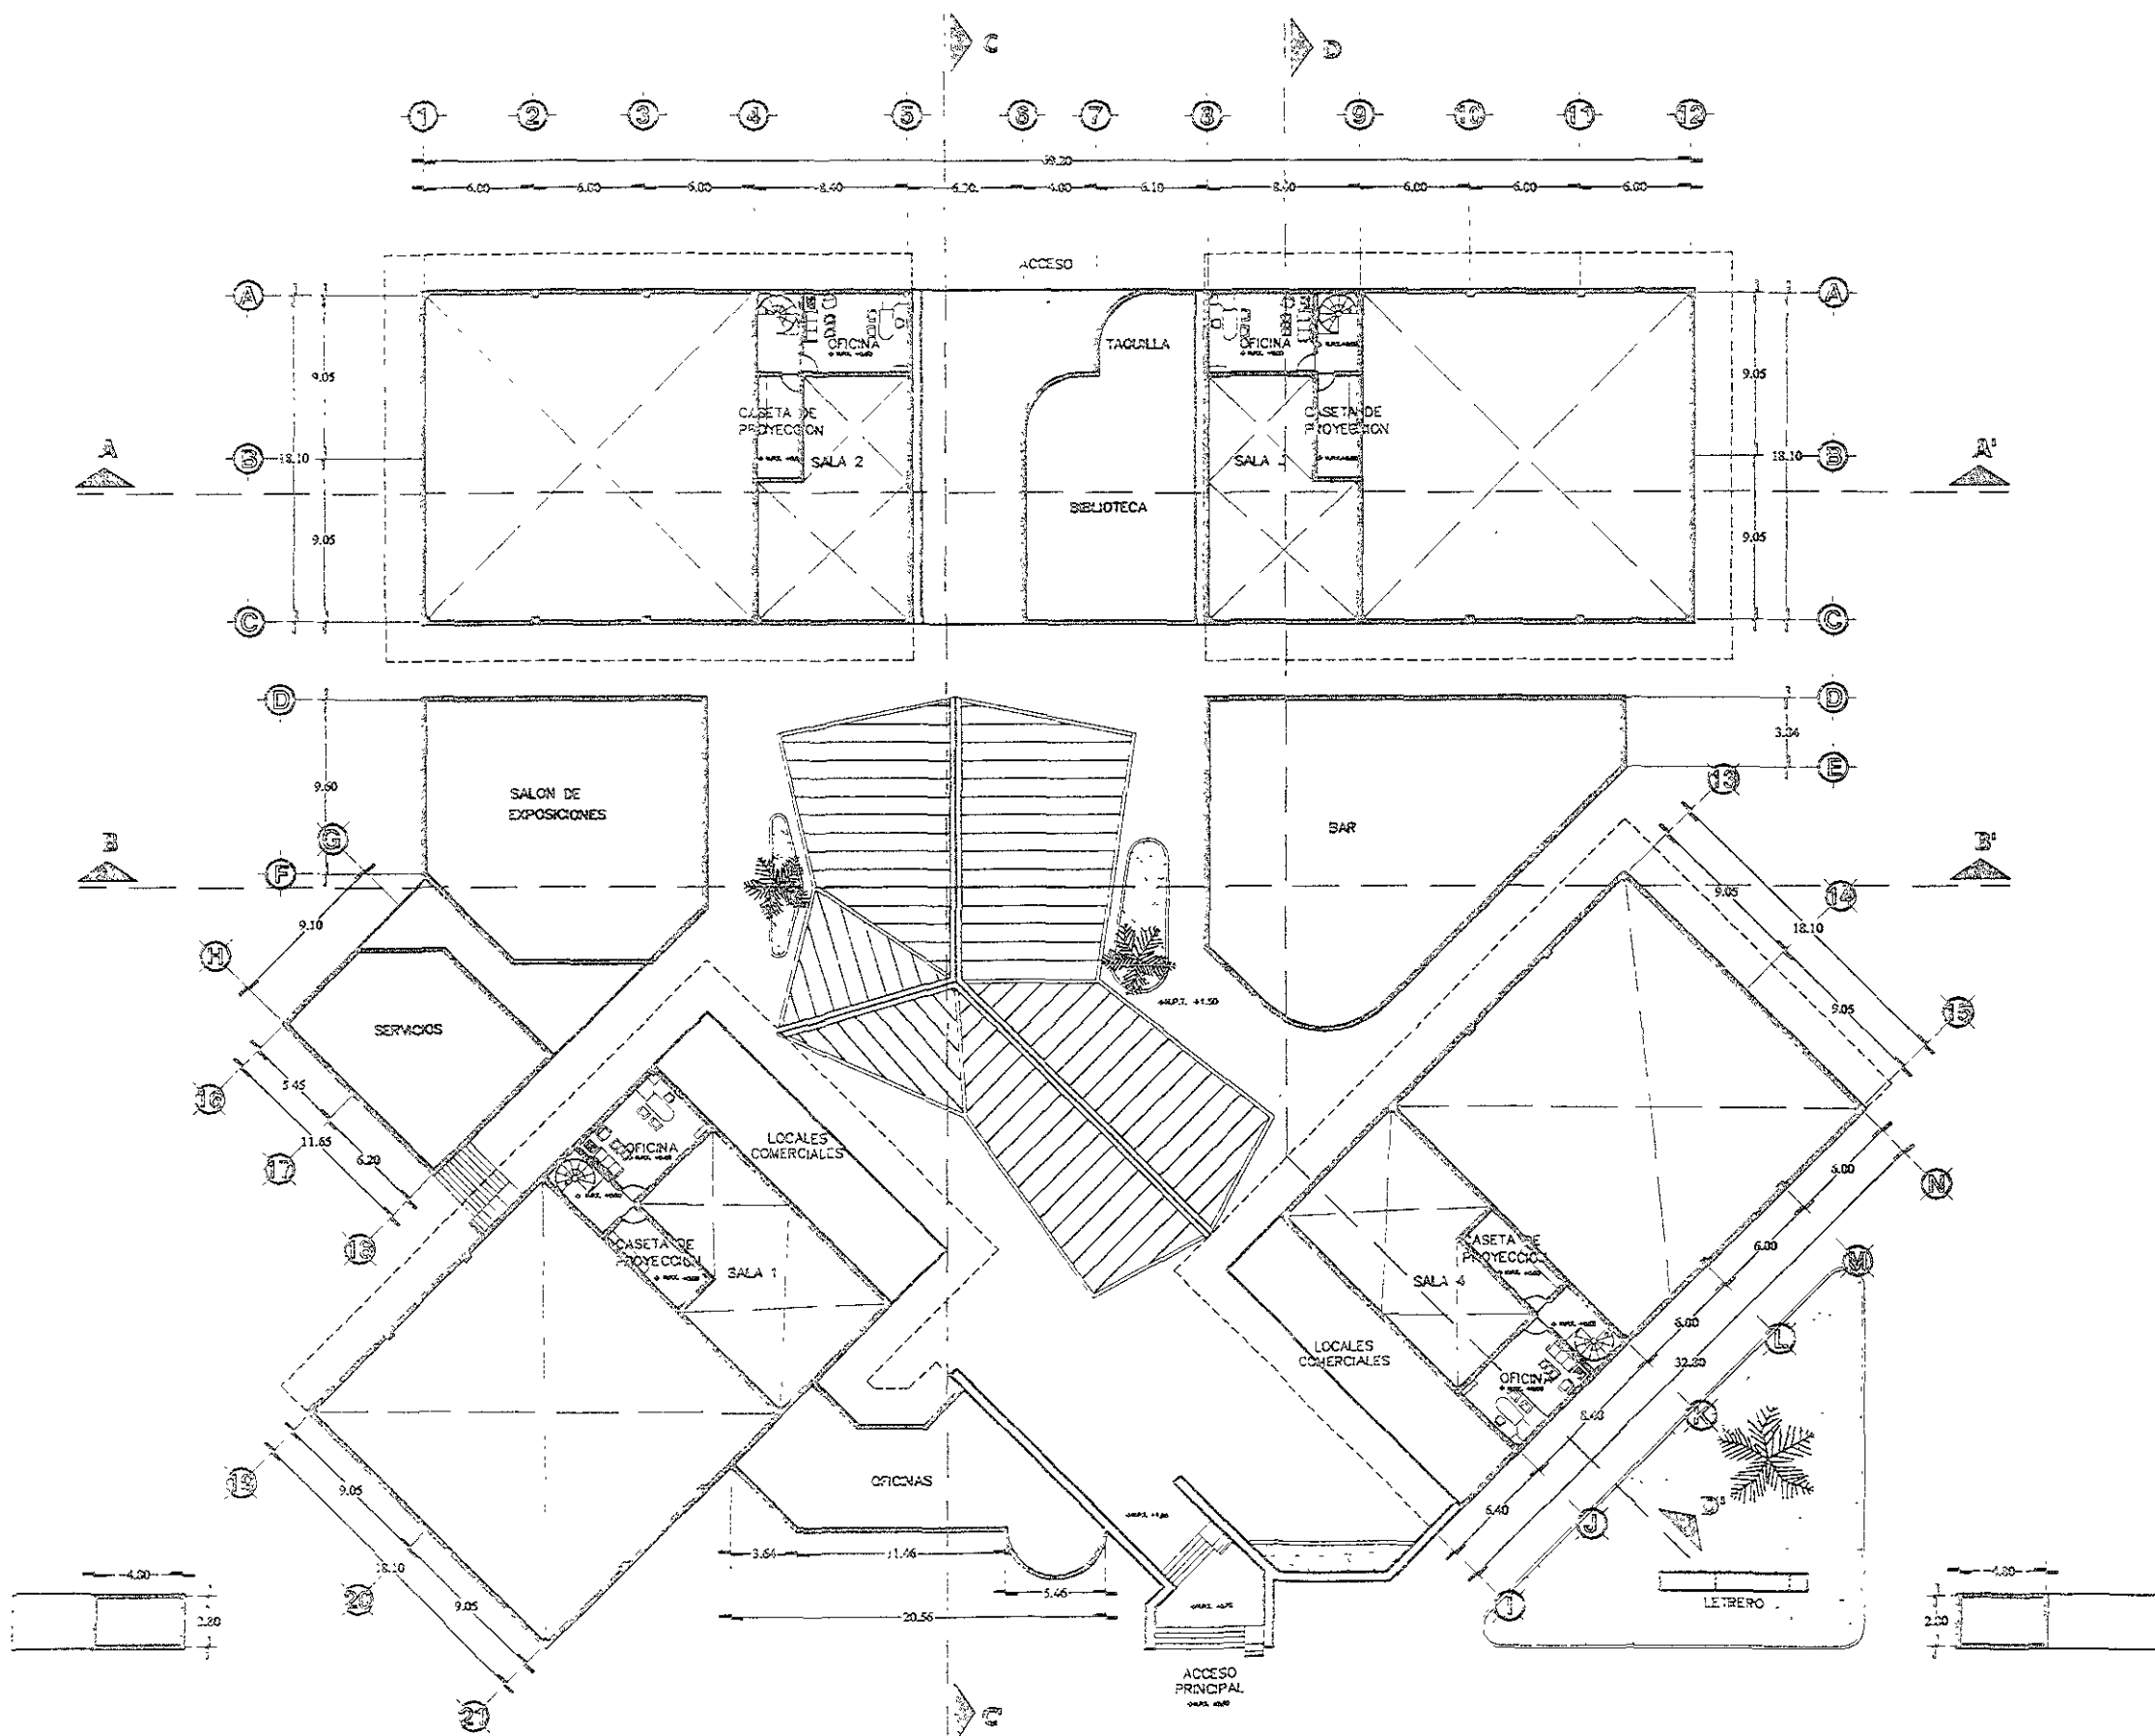 C
D
1
2
3
4
5
6
7
8
9
10
11
12
6.00
6.00
6.00
8.40
4.00
6.10
6.00
6.00
6.00
ACCESO
A
A
9.05
OFICINA
TAQUILLA
OFICINA
9.05
CASETA DE
PROYECCION
CASETA DE
PROYECCION
A
B
18.10
SALA 2
SALA
18.10
B
A'
BIBLIOTECA
9.05
9.05
C
C
D
D
3.34
E
13
9.60
SALON DE
EXPOSICIONES
BAR
G
B
F
B'
9.05
14
18.10
9.10
H
N.P.T. +1.50
9.05
15
SERVICIOS
5.45
16
11.65
6.20
17
OFICINA
LOCALES
COMERCIALES
6.00
N
18
CASETA DE
PROYECCION
SALA 1
CASETA DE
PROYECCION
SALA 4
6.00
M
6.00
L
32.80
LOCALES
COMERCIALES
OFICINA
8.40
K
19
9.05
OFICINAS
6.40
J
D'
18.10
20
9.05
3.64
11.46
5.46
20.56
I
LETRERO
4.80
2.80
4.80
2.80
ACCESO
PRINCIPAL
21
C'